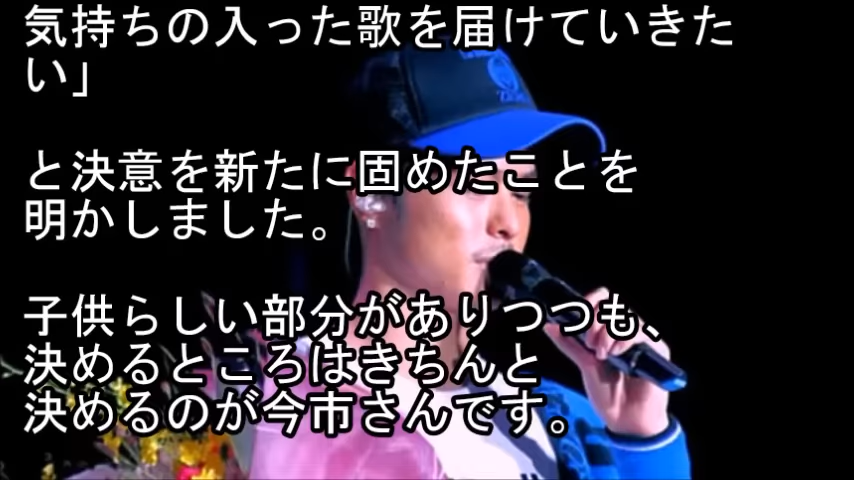 気持ちの入った歌を届けていきた
い」
と決意を新たに固めたことを
明かしました。
子供らしい部分がありつつも、
決めるところはきちんと
決めるのが今市さんです。